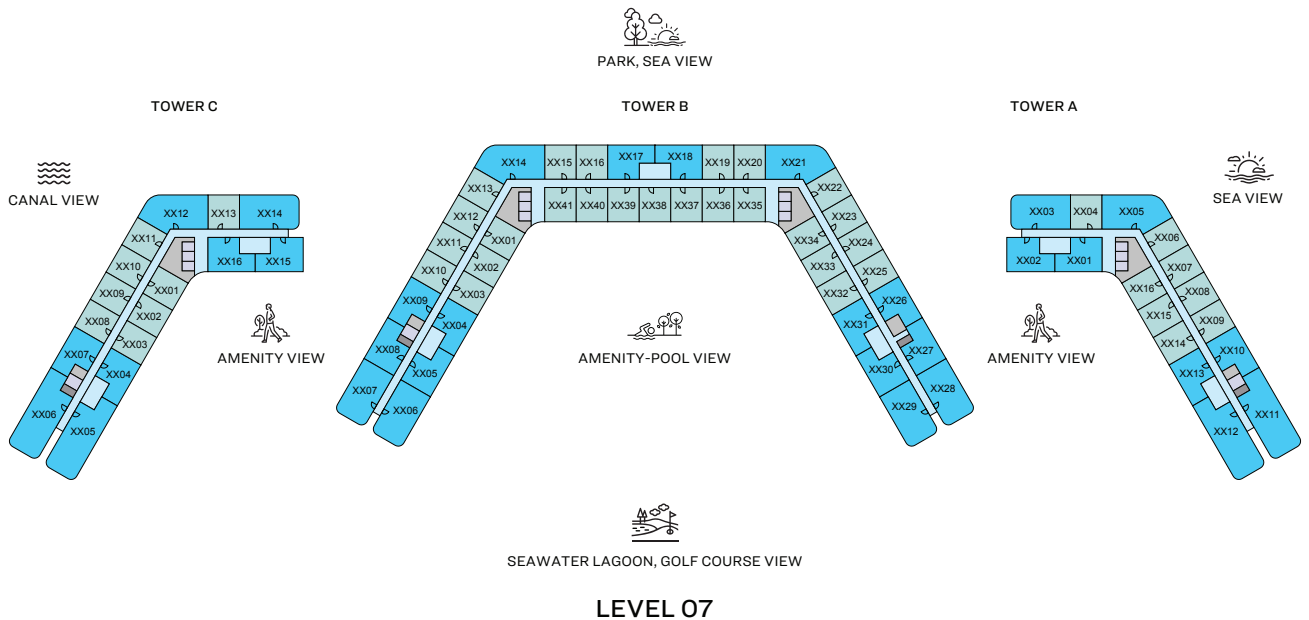 PARK, SEA VIEW
TOWER C
TOWER B
TOWER A
CANAL VIEW
SEA VIEW
XX12
XX13
XX14
XX11
XX16
XX15
XX10
XX01
XX09
XX02
XX08
XX03
XX07
XX04
XX06
XX05
XX14
XX15
XX16
XX17
XX18
XX19
XX20
XX21
XX13
XX22
XX12
XX41
XX40
XX39
XX38
XX37
XX36
XX35
XX23
XX11
XX01
XX34
XX24
XX10
XX02
XX33
XX25
XX09
XX03
XX32
XX26
XX08
XX04
XX31
XX27
XX07
XX05
XX30
XX28
XX06
XX29
XX03
XX04
XX05
XX02
XX01
XX06
XX07
XX16
XX08
XX15
XX09
XX14
XX10
XX13
XX11
XX12
AMENITY VIEW
AMENITY-POOL VIEW
AMENITY VIEW
SEAWATER LAGOON, GOLF COURSE VIEW
LEVEL 07